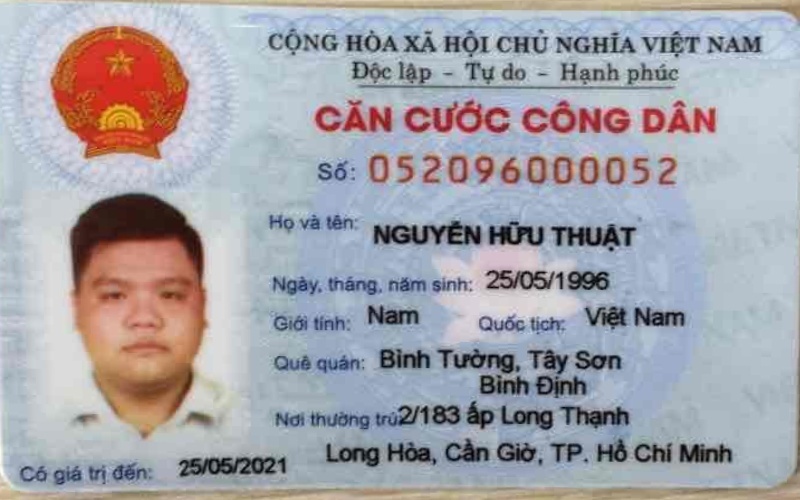 CỘNG HÒA XÃ HỘI CHỦ NGHĨA VIỆT NAM
Độc lập - Tự do - Hạnh phúc
CĂN CƯỚC CÔNG DÂN
Số: 052096000052
Họ và tên: NGUYỄN HỮU THUẬT
Ngày, tháng, năm sinh: 25/05/1996
Giới tính: Nam Quốc tịch: Việt Nam
Quê quán: Bình Tường, Tây Sơn
Bình Định
Nơi thường trú: 2/183 ấp Long Thạnh
Long Hòa, Cần Giờ, TP. Hồ Chí Minh
Có giá trị đến: 25/05/2021